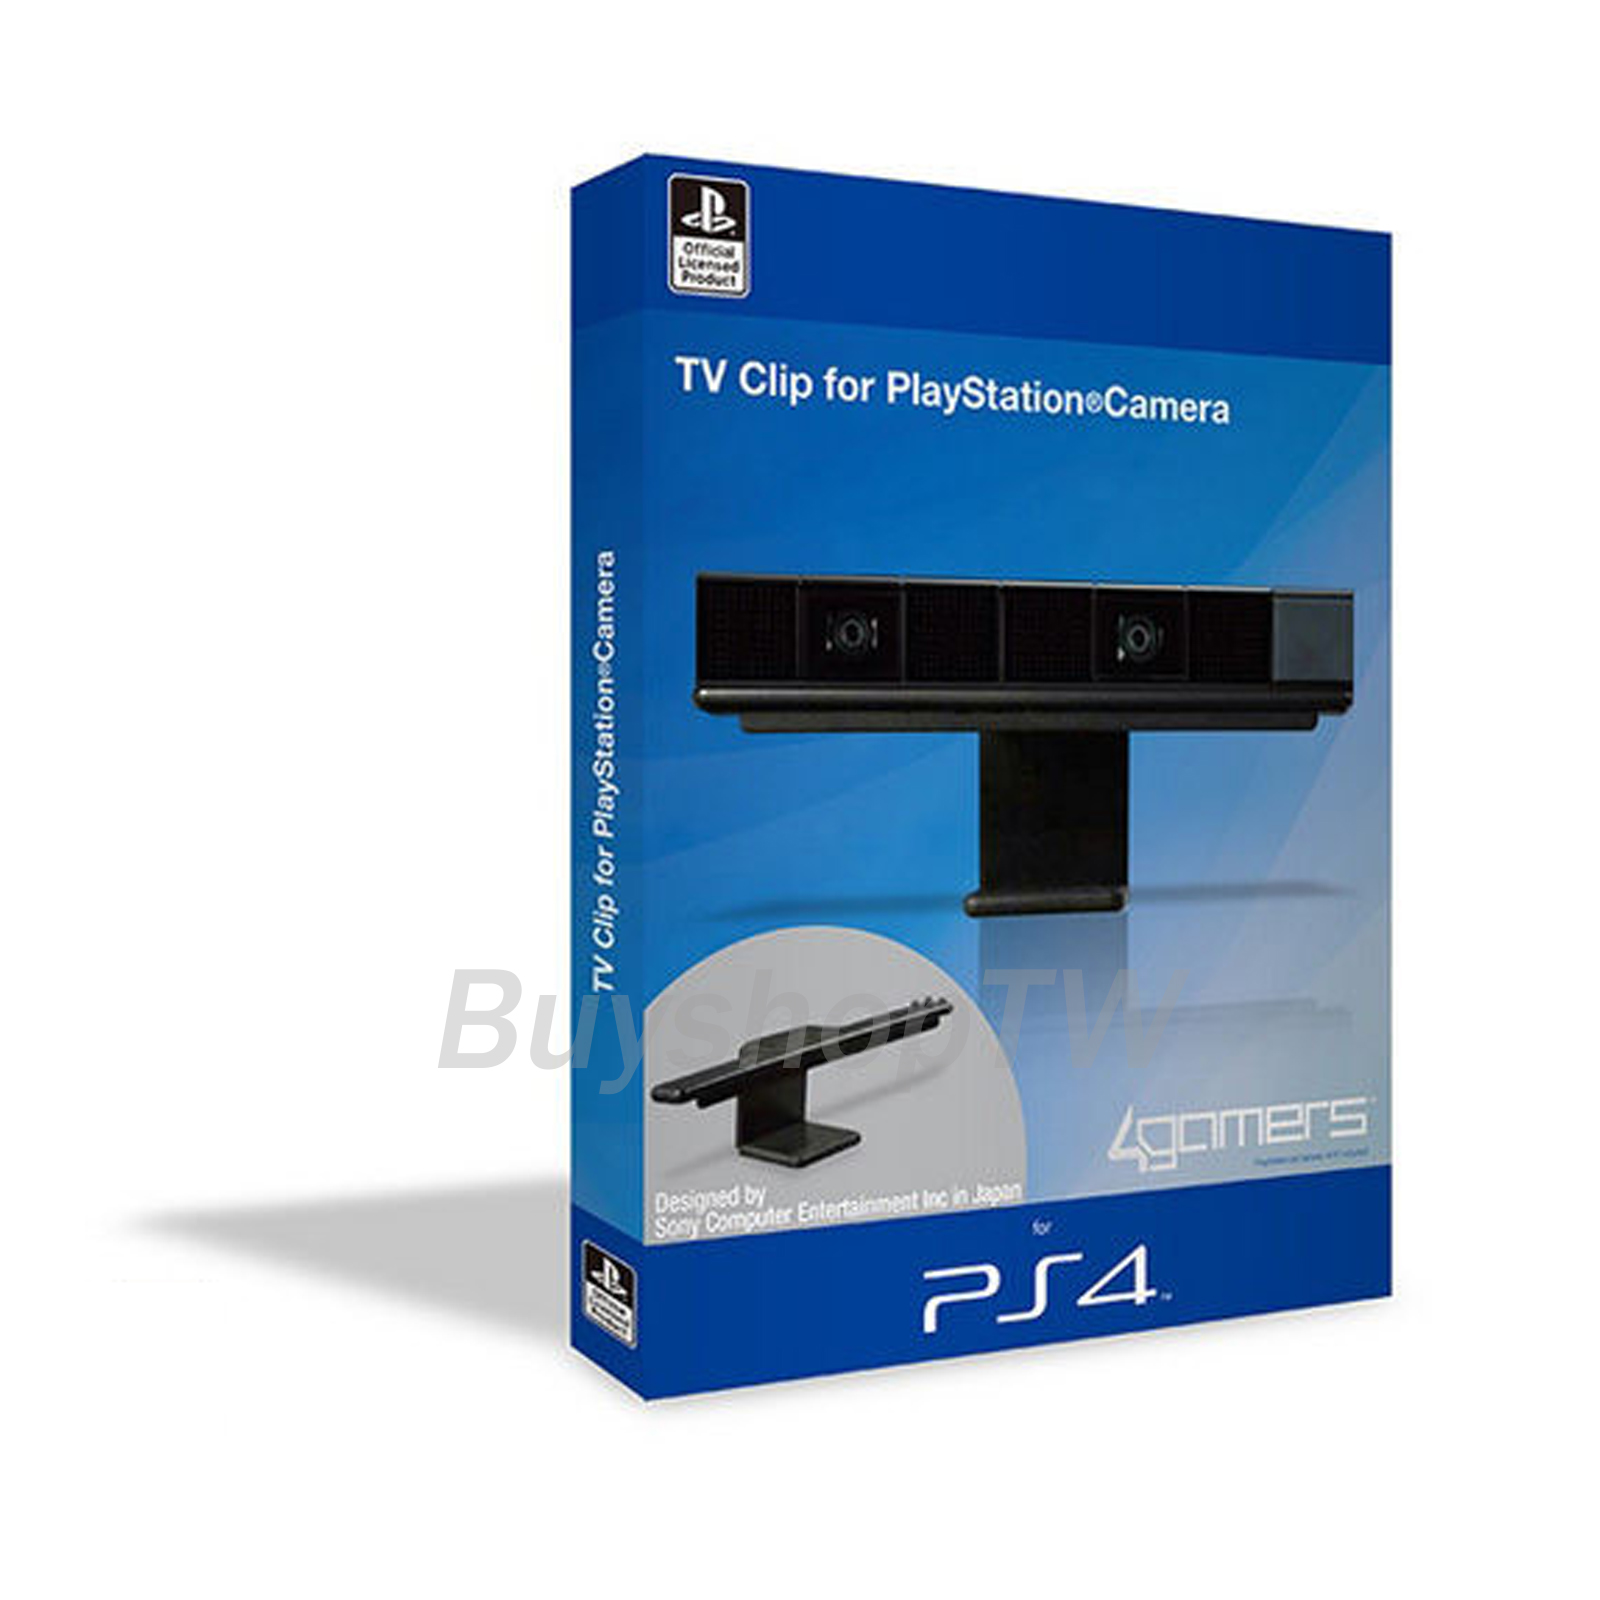 Official
Licensed
Product
TV Clip for PlayStation®Camera
TV Clip for PlayStation®Camera
BuyshopTW
4gamers
Designed by
Sony Computer Entertainment Inc in Japan
for
PS4™